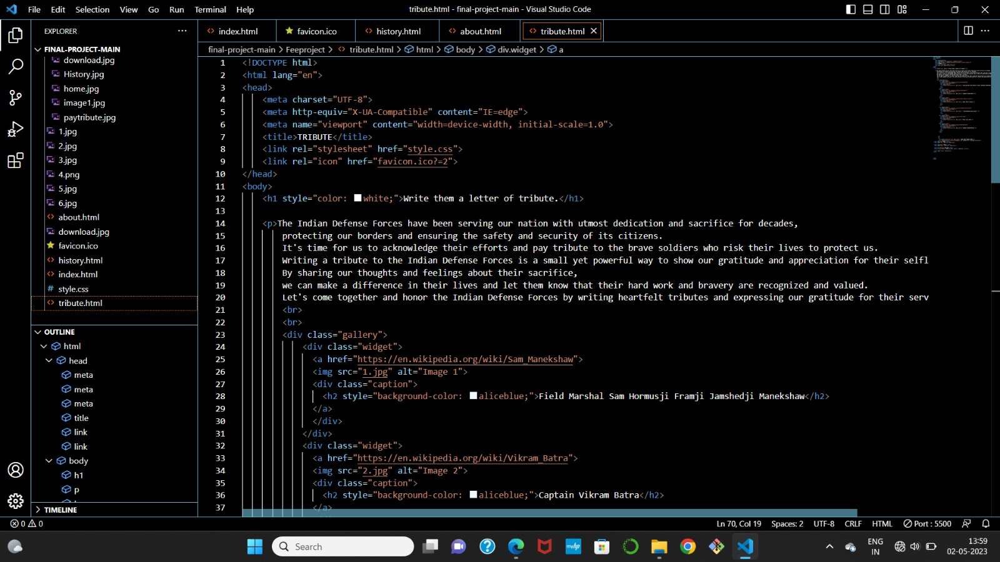 File Edit Selection View Go Run Terminal Help
tribute.html - final-project-main - Visual Studio Code
EXPLORER
FINAL-PROJECT-MAIN
download.jpg
History.jpg
home.jpg
image1.jpg
paytribute.jpg
1.jpg
2.jpg
3.jpg
4.png
5.jpg
6.jpg
about.html
download.jpg
favicon.ico
history.html
index.html
style.css
tribute.html
OUTLINE
html
head
meta
meta
meta
title
link
link
body
h1
p
TIMELINE
index.html favicon.ico history.html about.html tribute.html
final-project-main > Feeproject > tribute.html > html > body > div.widget > a
1 <!DOCTYPE html>
2 <html lang="en">
3 <head>
4 <meta charset="UTF-8">
5 <meta http-equiv="X-UA-Compatible" content="IE=edge">
6 <meta name="viewport" content="width=device-width, initial-scale=1.0">
7 <title>TRIBUTE</title>
8 <link rel="stylesheet" href="style.css">
9 <link rel="icon" href="favicon.ico?=2">
10 </head>
11 <body>
12 <h1 style="color: white;">Write them a letter of tribute.</h1>
13
14 <p>The Indian Defense Forces have been serving our nation with utmost dedication and sacrifice for decades,
15 protecting our borders and ensuring the safety and security of its citizens.
16 It's time for us to acknowledge their efforts and pay tribute to the brave soldiers who risk their lives to protect us.
17 Writing a tribute to the Indian Defense Forces is a small yet powerful way to show our gratitude and appreciation for their selfl
18 By sharing our thoughts and feelings about their sacrifice,
19 we can make a difference in their lives and let them know that their hard work and bravery are recognized and valued.
20 Let's come together and honor the Indian Defense Forces by writing heartfelt tributes and expressing our gratitude for their serv
21 <br>
22 <br>
23 <div class="gallery">
24 <div class="widget">
25 <a href="https://en.wikipedia.org/wiki/Sam_Manekshaw">
26 <img src="1.jpg" alt="Image 1">
27 <div class="caption">
28 <h2 style="background-color: aliceblue;">Field Marshal Sam Hormusji Framji Jamshedji Manekshaw</h2>
29 </a>
30 </div>
31 </div>
32 <div class="widget">
33 <a href="https://en.wikipedia.org/wiki/Vikram_Batra">
34 <img src="2.jpg" alt="Image 2">
35 <div class="caption">
36 <h2 style="background-color: aliceblue;">Captain Vikram Batra</h2>
37 </a>
0 0
Ln 70, Col 19 Spaces: 2 UTF-8 CRLF HTML Port : 5500
Search
myhp
ENG
IN
13:59
02-05-2023